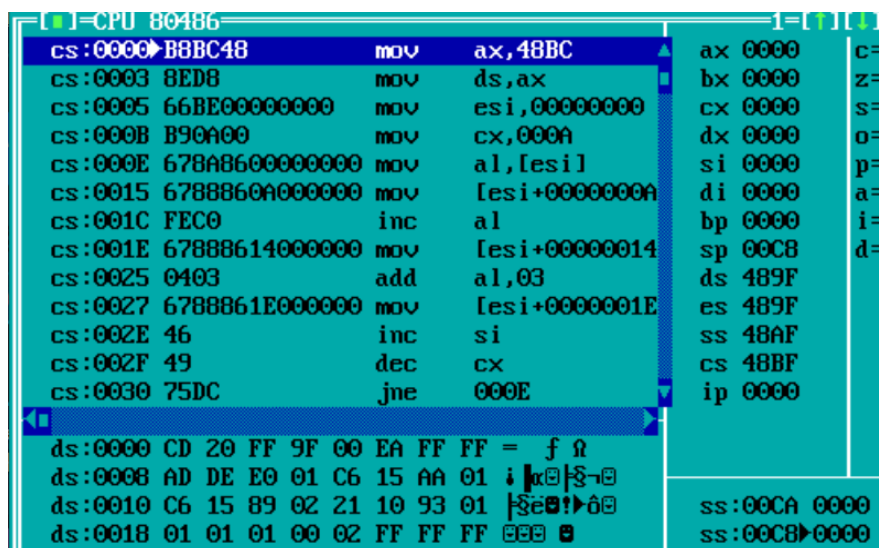 [■]=CPU 80486 1=[↑][↓]
cs:0000►B8BC48 mov ax,48BC ax 0000 c=
cs:0003 8ED8 mov ds,ax bx 0000 z=
cs:0005 66BE00000000 mov esi,00000000 cx 0000 s=
cs:000B B90A00 mov cx,000A dx 0000 o=
cs:000E 678A8600000000 mov al,[esi] si 0000 p=
cs:0015 6788860A000000 mov [esi+0000000A di 0000 a=
cs:001C FEC0 inc al bp 0000 i=
cs:001E 67888614000000 mov [esi+00000014 sp 00C8 d=
cs:0025 0403 add al,03 ds 489F
cs:0027 6788861E000000 mov [esi+0000001E es 489F
cs:002E 46 inc si ss 48AF
cs:002F 49 dec cx cs 48BF
cs:0030 75DC jne 000E ip 0000
ds:0000 CD 20 FF 9F 00 EA FF FF = ƒ Ω
ds:0008 AD DE E0 01 C6 15 AA 01 ¡▐α☺╞§¬☺
ds:0010 C6 15 89 02 21 10 93 01 ╞§ë☻!►ô☺
ds:0018 01 01 01 00 02 FF FF FF ☺☺☺ ☻
ss:00CA 0000
ss:00C8►0000